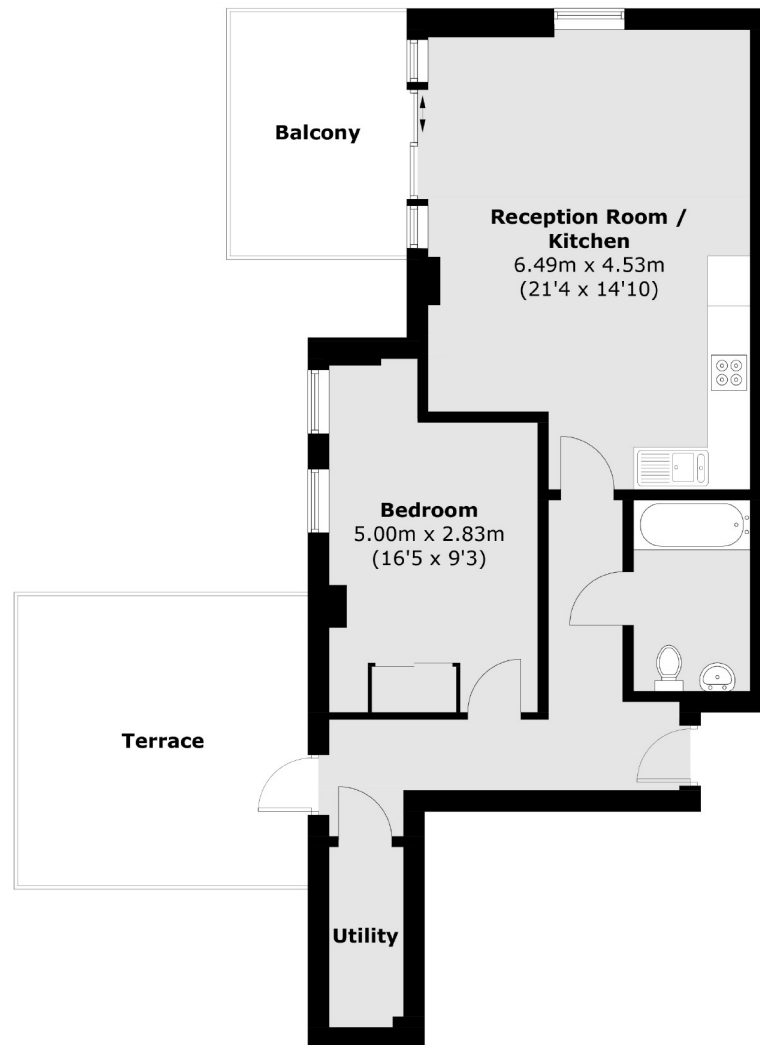 Balcony
Reception Room /
Kitchen
6.49m x 4.53m
(21'4 x 14'10)
Bedroom
5.00m x 2.83m
(16'5 x 9'3)
Terrace
Utility